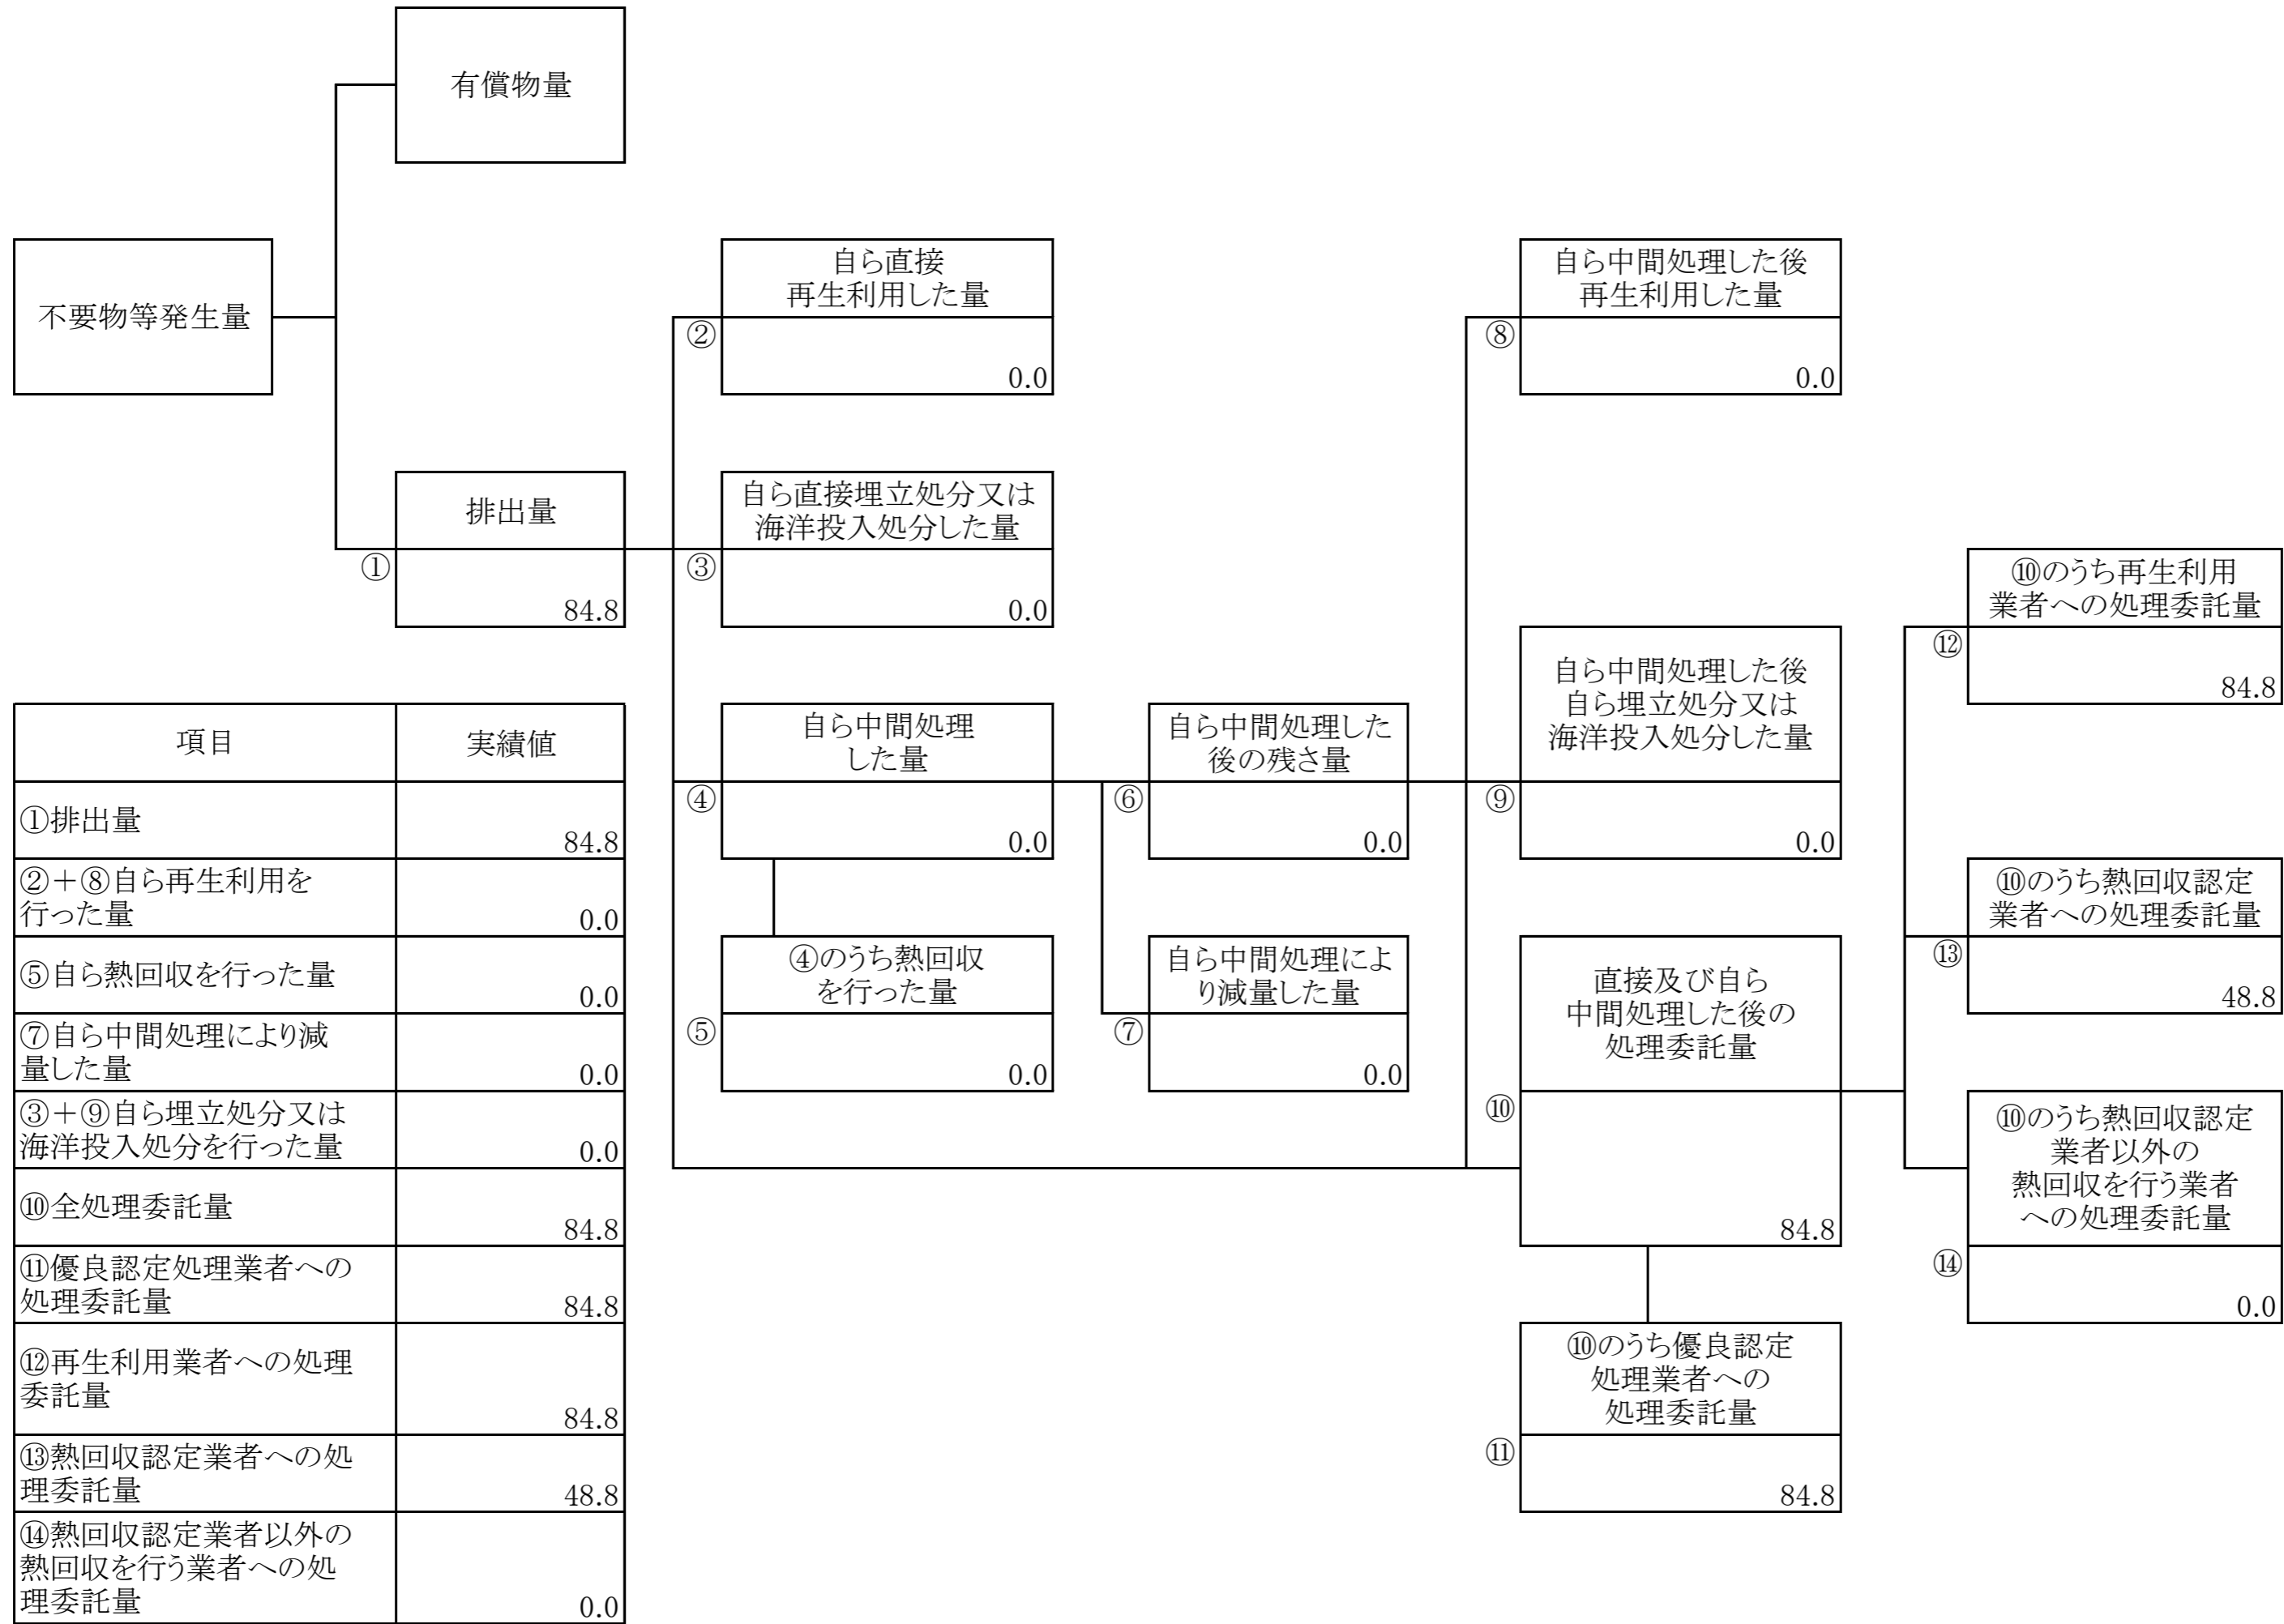 有償物量
不要物等発生量
自ら直接
再生利用した量
②
0.0
自ら中間処理した後
再生利用した量
⑧
0.0
排出量
①
84.8
自ら直接埋立処分又は
海洋投入処分した量
③
0.0
⑩のうち再生利用
業者への処理委託量
⑫
84.8
自ら中間処理
した量
④
0.0
自ら中間処理した
後の残さ量
⑥
0.0
自ら中間処理した後
自ら埋立処分又は
海洋投入処分した量
⑨
0.0
⑩のうち熱回収認定
業者への処理委託量
⑬
48.8
④のうち熱回収
を行った量
⑤
0.0
自ら中間処理によ
り減量した量
⑦
0.0
直接及び自ら
中間処理した後の
処理委託量
⑩
84.8
⑩のうち熱回収認定
業者以外の
熱回収を行う業者
への処理委託量
⑭
0.0
⑩のうち優良認定
処理業者への
処理委託量
⑪
84.8
項目 実績値
①排出量
84.8
②+⑧自ら再生利用を
行った量 0.0
⑤自ら熱回収を行った量
0.0
⑦自ら中間処理により減
量した量 0.0
③+⑨自ら埋立処分又は
海洋投入処分を行った量 0.0
⑩全処理委託量
84.8
⑪優良認定処理業者への
処理委託量 84.8
⑫再生利用業者への処理
委託量
84.8
⑬熱回収認定業者への処
理委託量 48.8
⑭熱回収認定業者以外の
熱回収を行う業者への処
理委託量 0.0